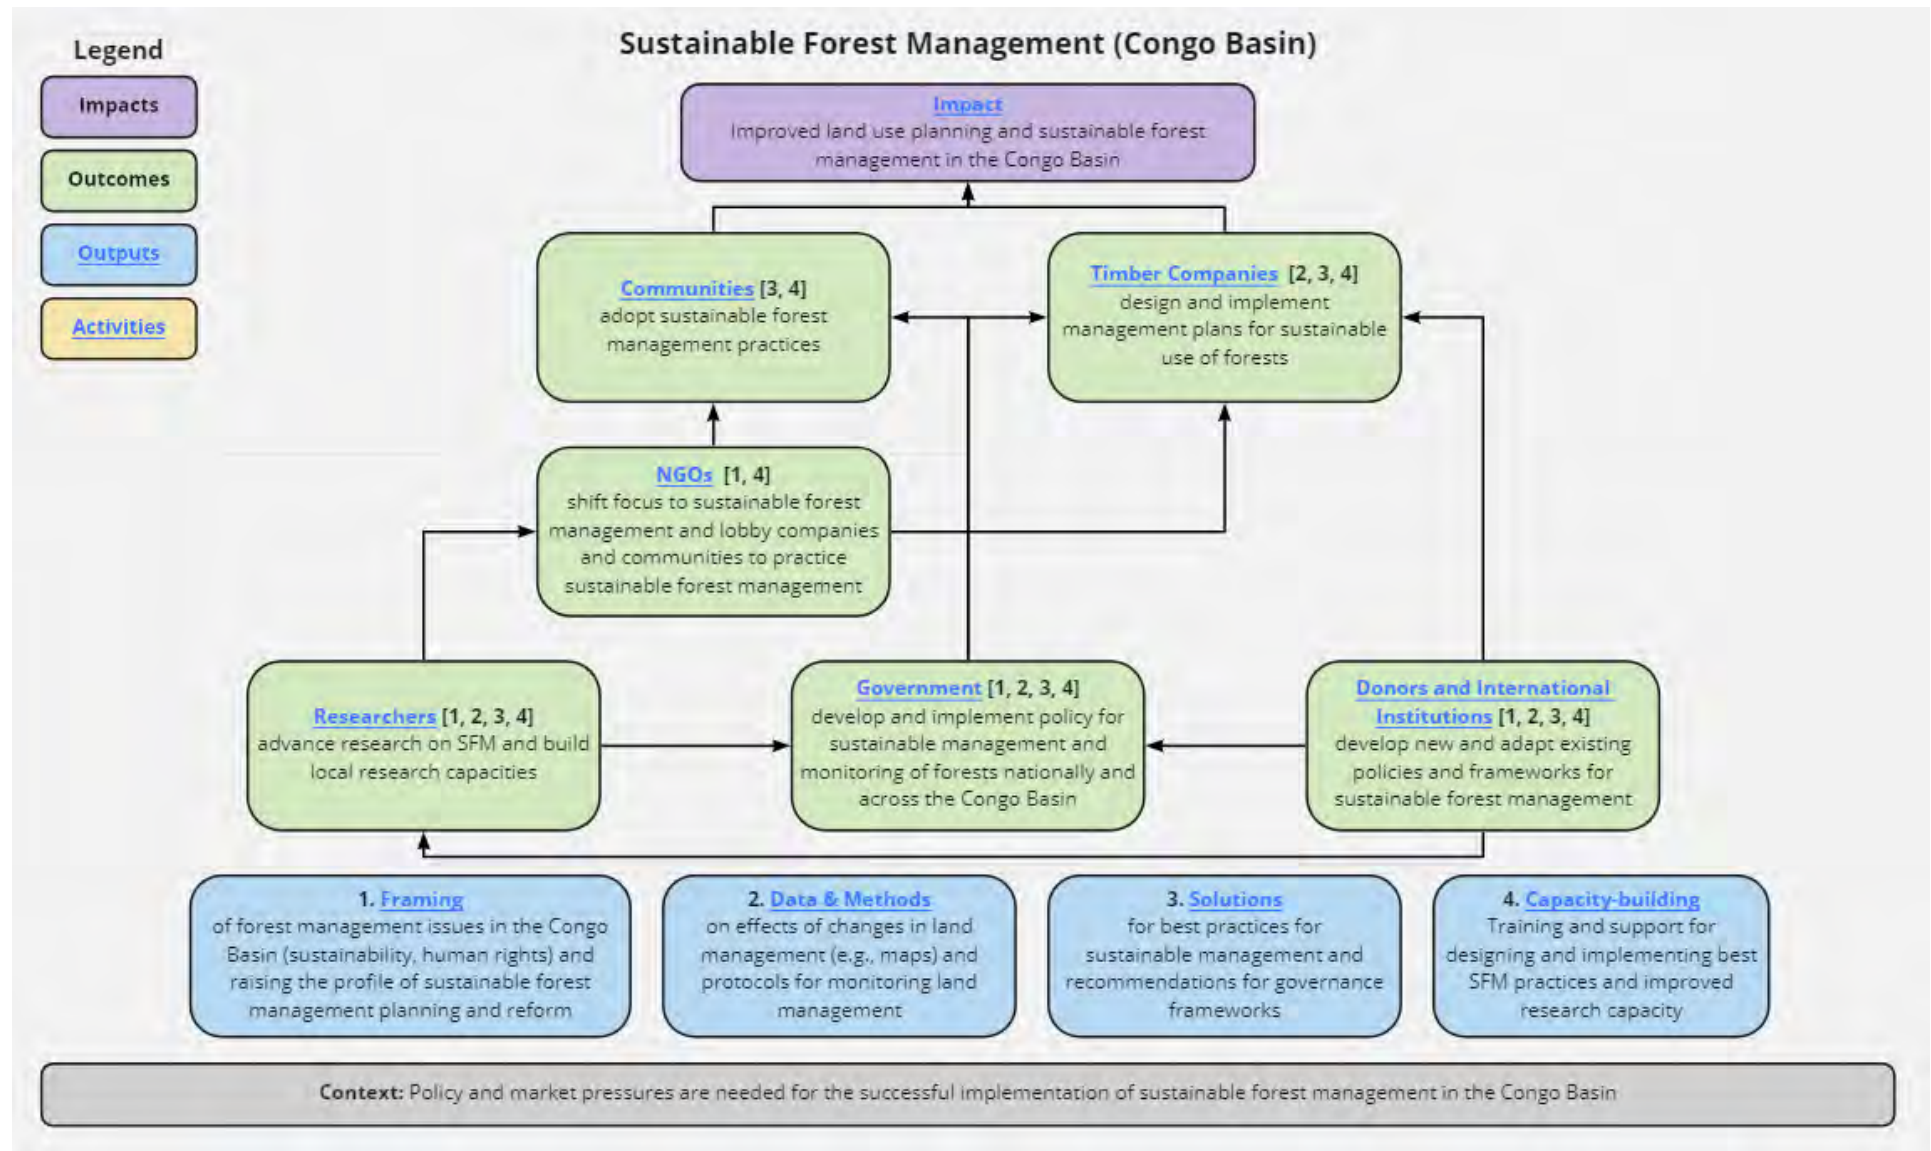 Sustainable Forest Management (Congo Basin)
Legend
Impacts
Outcomes
Outputs
Activities
Impact
Improved land use planning and sustainable forest
management in the Congo Basin
Communities [3, 4]
adopt sustainable forest
management practices
Timber Companies [2, 3, 4]
design and implement
management plans for sustainable
use of forests
NGOs [1, 4]
shift focus to sustainable forest
management and lobby companies
and communities to practice
sustainable forest management
Researchers [1, 2, 3, 4]
advance research on SFM and build
local research capacities
Government [1, 2, 3, 4]
develop and implement policy for
sustainable management and
monitoring of forests nationally and
across the Congo Basin
Donors and International
Institutions [1, 2, 3, 4]
develop new and adapt existing
policies and frameworks for
sustainable forest management
1. Framing
of forest management issues in the Congo
Basin (sustainability, human rights) and
raising the profile of sustainable forest
management planning and reform
2. Data & Methods
on effects of changes in land
management (e.g., maps) and
protocols for monitoring land
management
3. Solutions
for best practices for
sustainable management and
recommendations for governance
frameworks
4. Capacity-building
Training and support for
designing and implementing best
SFM practices and improved
research capacity
Context: Policy and market pressures are needed for the successful implementation of sustainable forest management in the Congo Basin